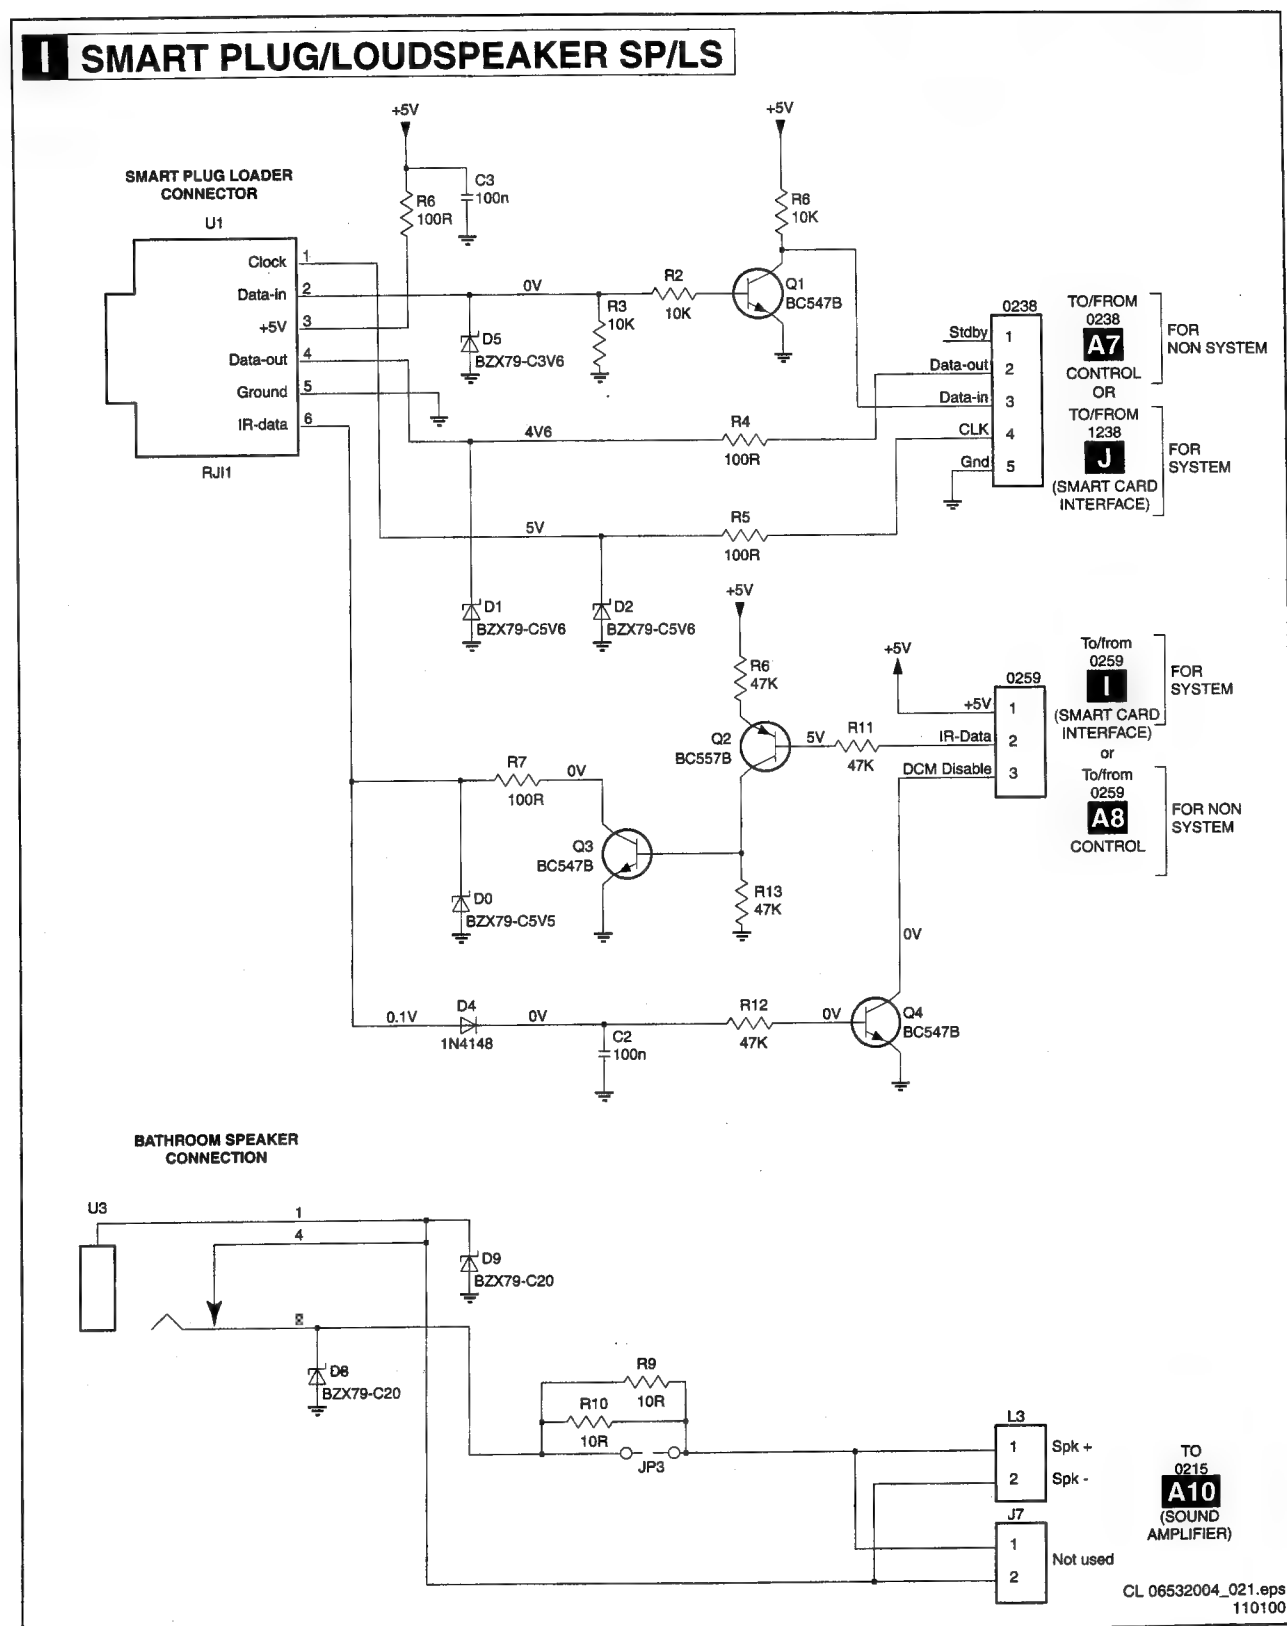 I SMART PLUG/LOUDSPEAKER SP/LS
+5V
+5V
SMART PLUG LOADER
CONNECTOR
U1
R6
100R
C3
100n
R6
10K
Clock 1
Data-in 2
+5V 3
Data-out 4
Ground 5
IR-data 6
RJI1
0V
D5
BZX79-C3V6
R3
10K
R2
10K
Q1
BC547B
0238
Stdby 1
Data-out 2
Data-in 3
CLK 4
Gnd 5
TO/FROM
0238
A7
CONTROL
OR
TO/FROM
1238
J
(SMART CARD
INTERFACE)
FOR
NON SYSTEM
FOR
SYSTEM
4V6
R4
100R
5V
R5
100R
D1
BZX79-C5V6
D2
BZX79-C5V6
+5V
R6
47K
Q2
BC557B
5V
R11
47K
+5V
0259
+5V 1
IR-Data 2
DCM Disable 3
To/from
0259
I
(SMART CARD
INTERFACE)
or
To/from
0259
A8
CONTROL
FOR
SYSTEM
FOR NON
SYSTEM
R7
100R
0V
Q3
BC547B
D0
BZX79-C5V5
R13
47K
0V
0.1V
D4
1N4148
0V
C2
100n
R12
47K
0V
Q4
BC547B
BATHROOM SPEAKER
CONNECTION
U3
1
4
D9
BZX79-C20
D8
BZX79-C20
R9
10R
R10
10R
JP3
L3
1 Spk +
2 Spk -
J7
1
2
Not used
TO
0215
A10
(SOUND
AMPLIFIER)
CL 06532004_021.eps
110100